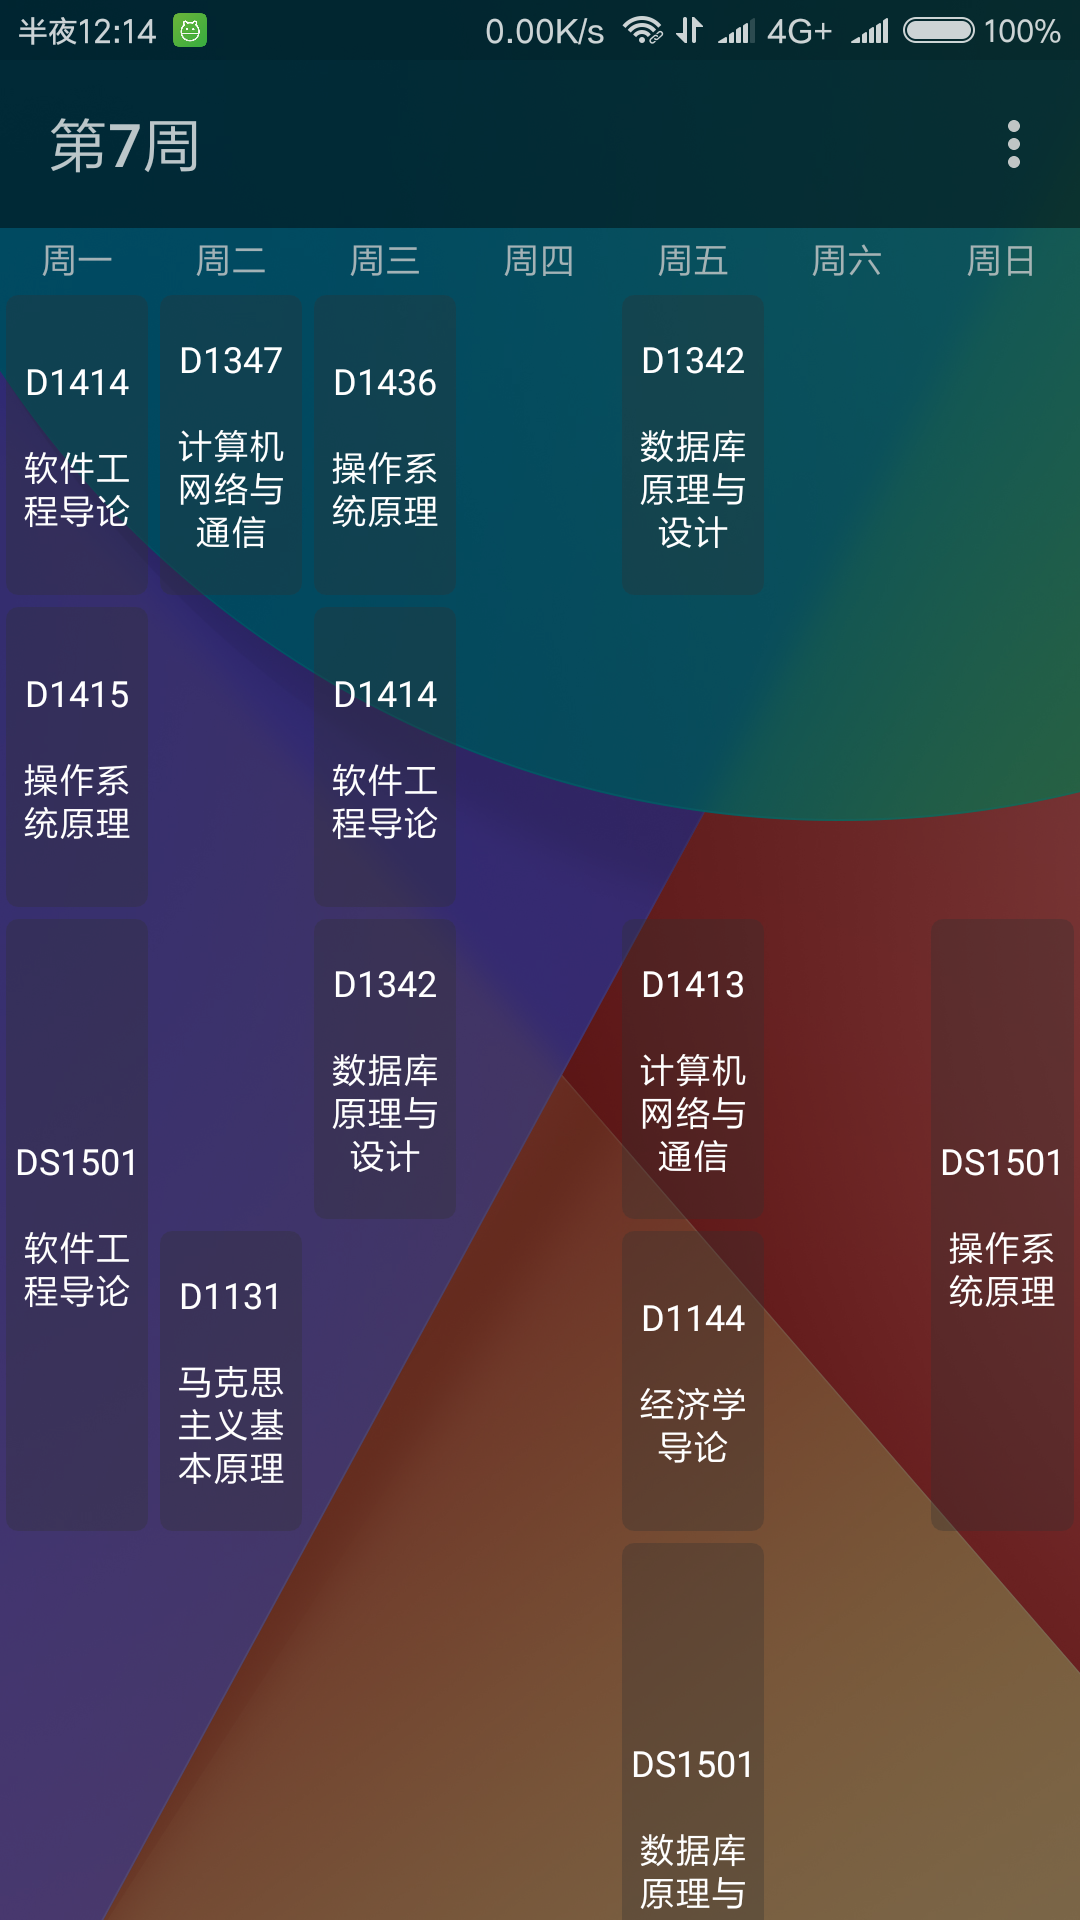 半夜12:14 0.00K/s 4G+ 100%
第7周
周一 周二 周三 周四 周五 周六 周日
D1414
软件工
程导论
D1347
计算机
网络与
通信
D1436
操作系
统原理
D1342
数据库
原理与
设计
D1415
操作系
统原理
D1414
软件工
程导论
DS1501
软件工
程导论
D1342
数据库
原理与
设计
D1413
计算机
网络与
通信
DS1501
操作系
统原理
D1131
马克思
主义基
本原理
D1144
经济学
导论
DS1501
数据库
原理与